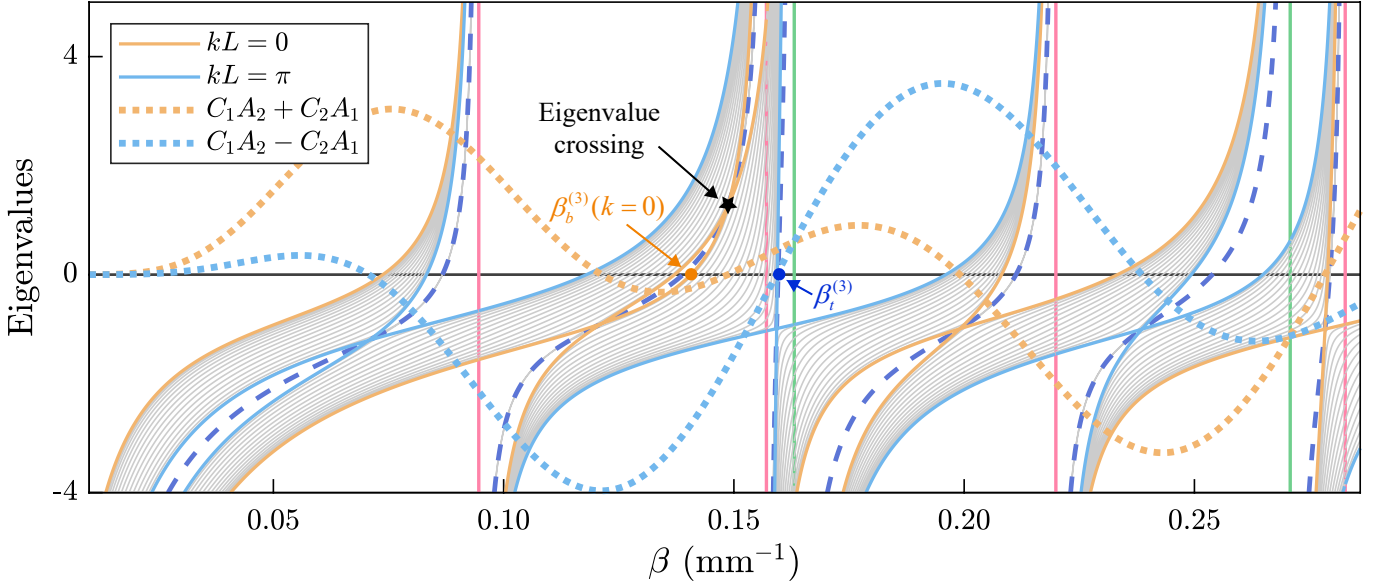 4
0
-4
Eigenvalues
kL = 0
kL = π
C₁A₂ + C₂A₁
C₁A₂ − C₂A₁
Eigenvalue
crossing
β_b^(3)(k = 0)
β_t^(3)
0.05
0.10
0.15
0.20
0.25
β (mm⁻¹)